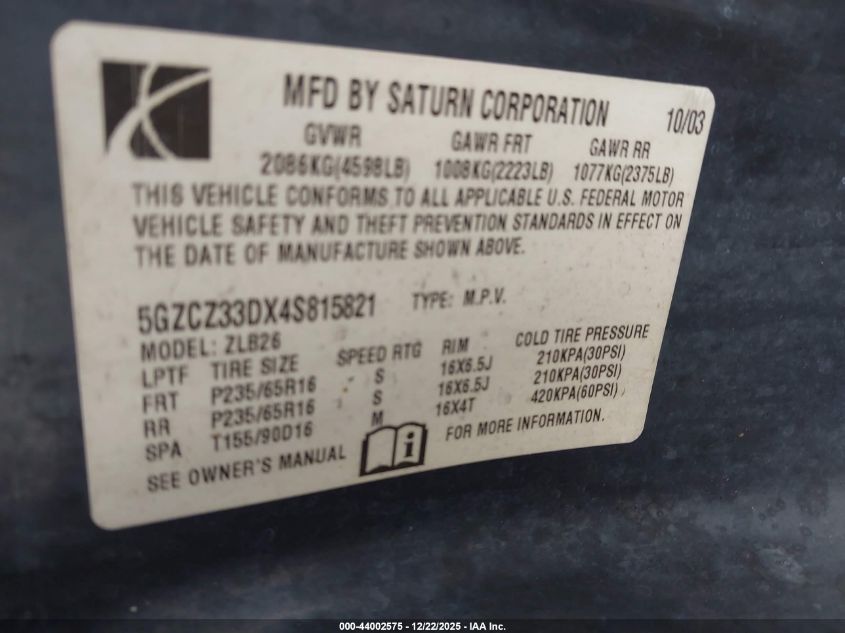 MFD BY SATURN CORPORATION 10/03
GVWR GAWR FRT GAWR RR
2086KG(4598LB) 1008KG(2223LB) 1077KG(2375LB)
THIS VEHICLE CONFORMS TO ALL APPLICABLE U.S. FEDERAL MOTOR
VEHICLE SAFETY AND THEFT PREVENTION STANDARDS IN EFFECT ON
THE DATE OF MANUFACTURE SHOWN ABOVE.
5GZCZ33DX4S815821 TYPE: M.P.V.
MODEL: ZLB26
LPTF TIRE SIZE SPEED RTG RIM COLD TIRE PRESSURE
FRT P235/65R16 S 16X6.5J 210KPA(30PSI)
RR P235/65R16 S 16X6.5J 210KPA(30PSI)
SPA T155/90D16 M 16X4T 420KPA(60PSI)
SEE OWNER'S MANUAL i FOR MORE INFORMATION.
000-44002575 - 12/22/2025 - IAA Inc.